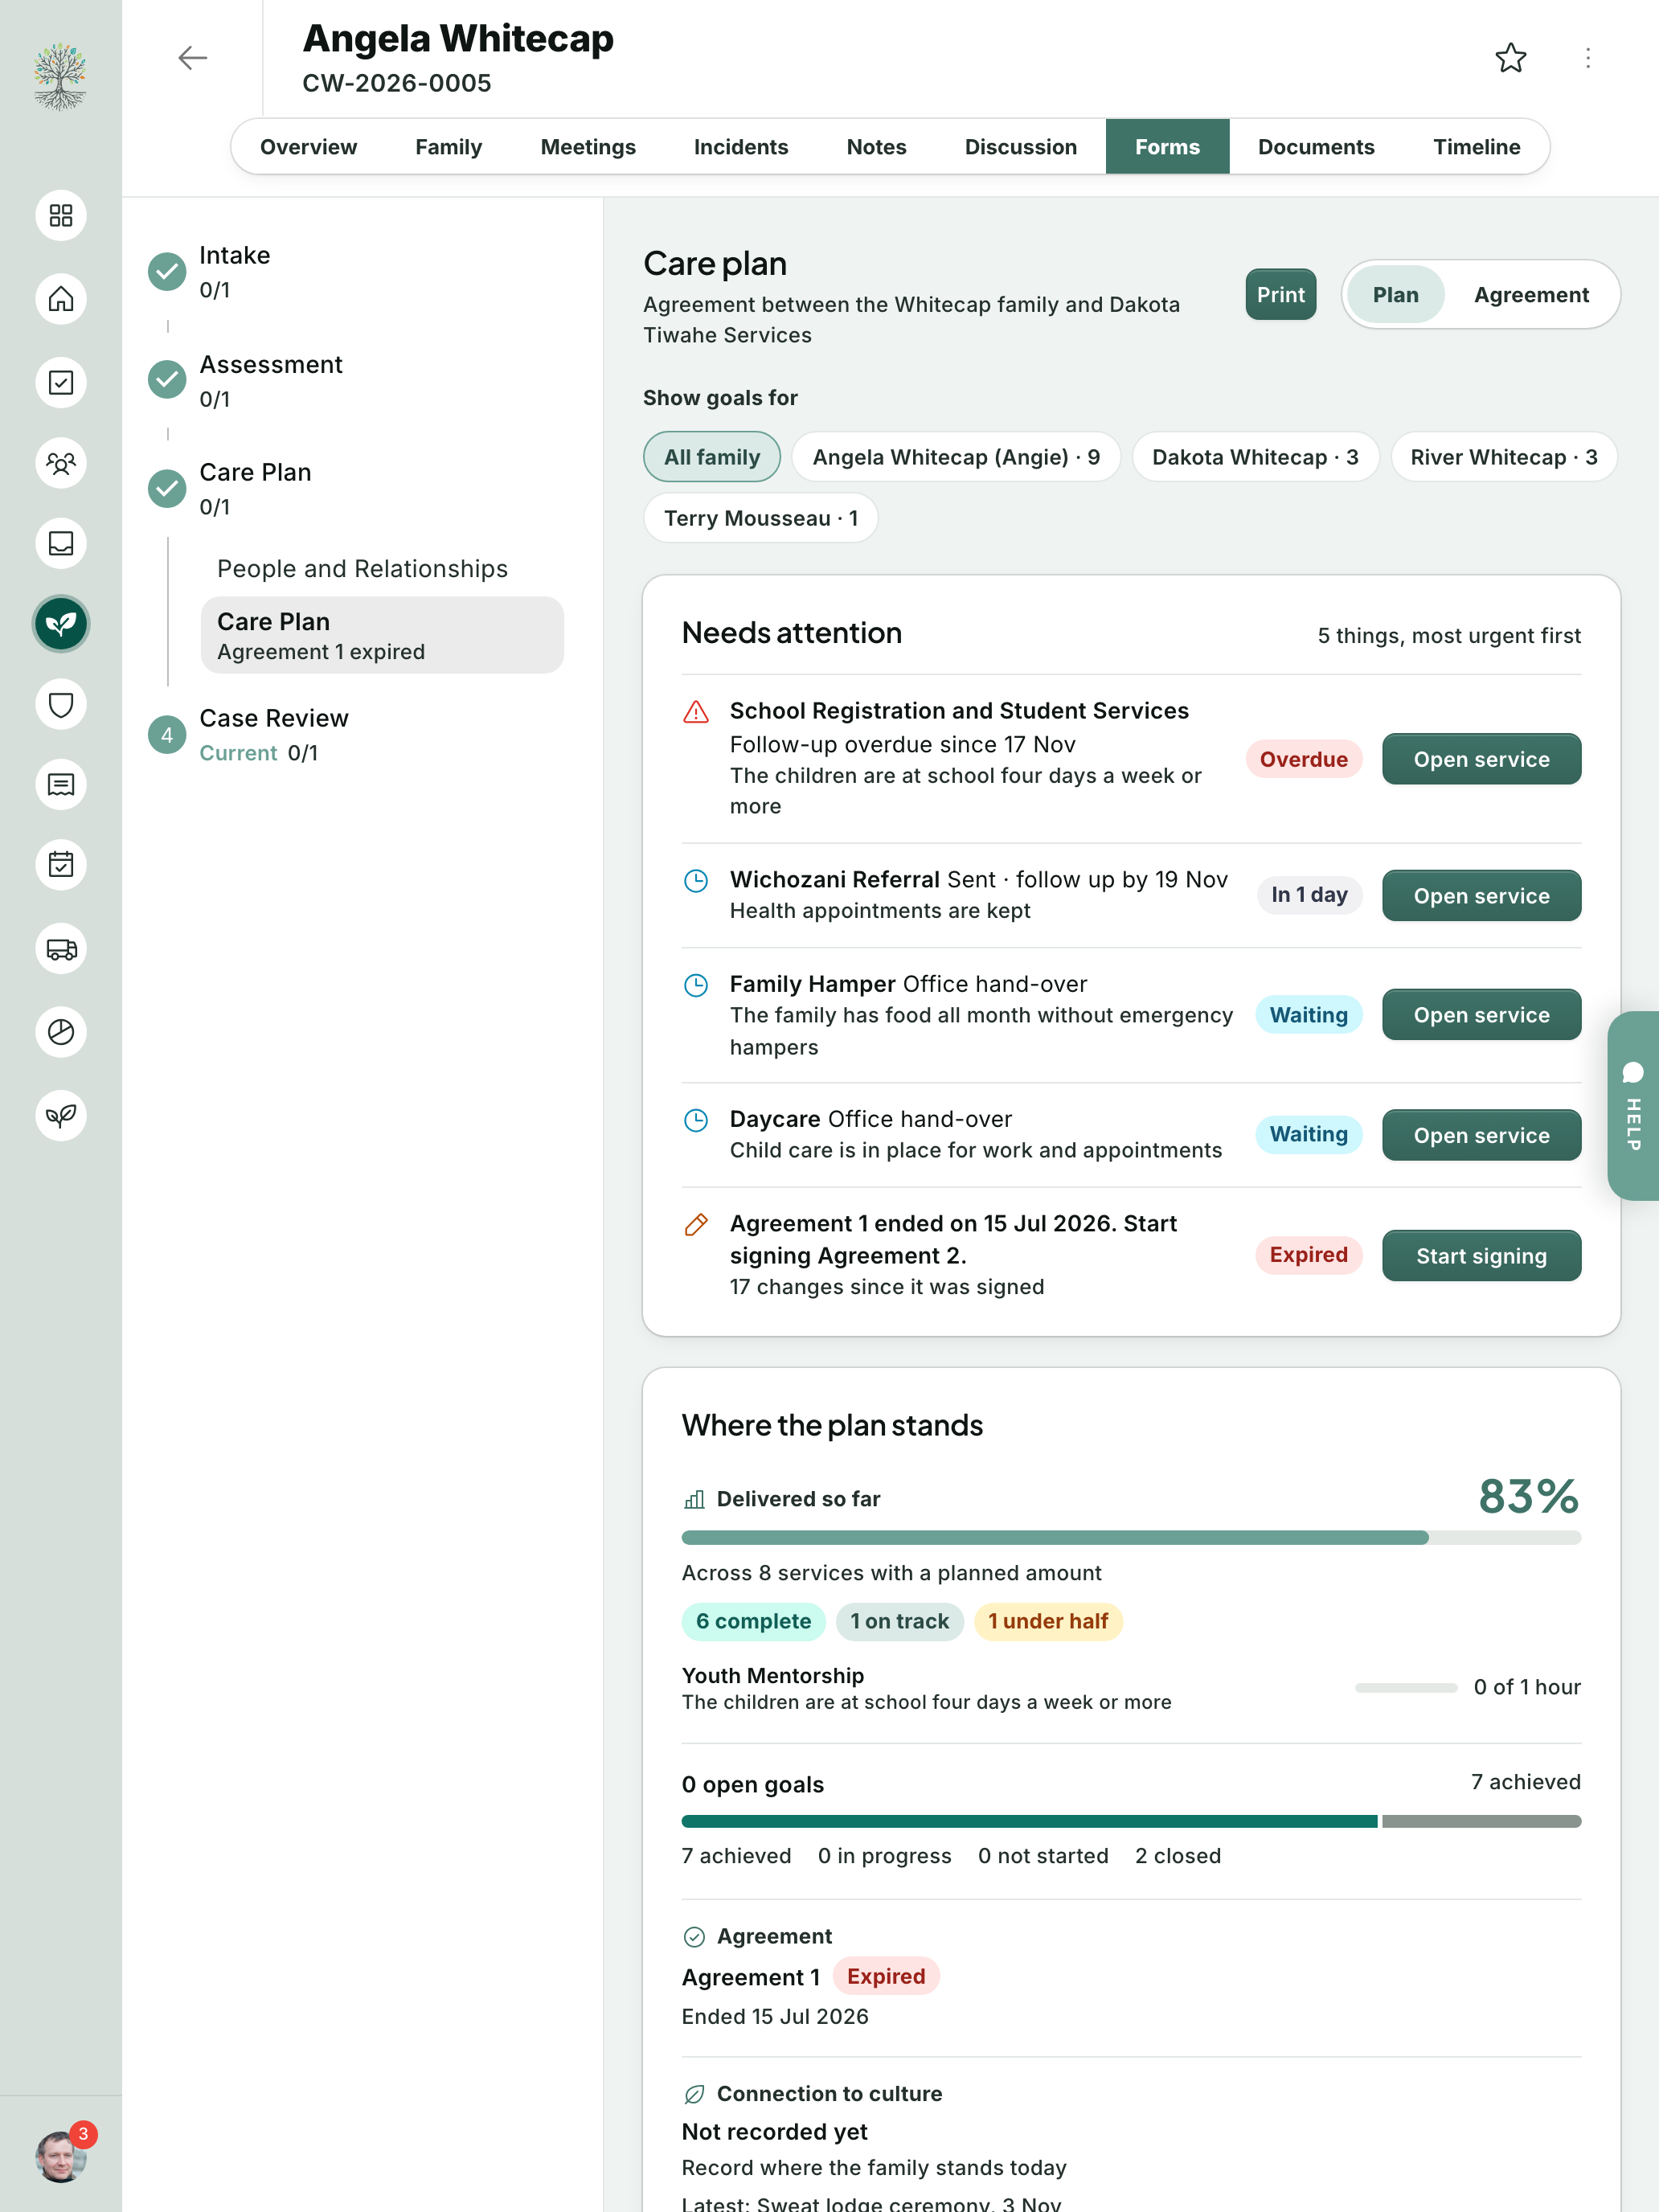 Angela Whitecap
CW-2026-0005
Overview
Family
Meetings
Incidents
Notes
Discussion
Forms
Documents
Timeline
Intake
0/1
Assessment
0/1
Care Plan
0/1
People and Relationships
Care Plan
Agreement 1 expired
4
Case Review
Current 0/1
Care plan
Agreement between the Whitecap family and Dakota
Tiwahe Services
Print
Plan
Agreement
Show goals for
All family
Angela Whitecap (Angie) · 9
Dakota Whitecap · 3
River Whitecap · 3
Terry Mousseau · 1
Needs attention
5 things, most urgent first
School Registration and Student Services
Follow-up overdue since 17 Nov
The children are at school four days a week or
more
Overdue
Open service
Wichozani Referral Sent · follow up by 19 Nov
Health appointments are kept
In 1 day
Open service
Family Hamper Office hand-over
The family has food all month without emergency
hampers
Waiting
Open service
Daycare Office hand-over
Child care is in place for work and appointments
Waiting
Open service
Agreement 1 ended on 15 Jul 2026. Start
signing Agreement 2.
17 changes since it was signed
Expired
Start signing
HELP
Where the plan stands
Delivered so far
83%
Across 8 services with a planned amount
6 complete
1 on track
1 under half
Youth Mentorship
The children are at school four days a week or more
0 of 1 hour
0 open goals
7 achieved
7 achieved
0 in progress
0 not started
2 closed
Agreement
Agreement 1
Expired
Ended 15 Jul 2026
Connection to culture
Not recorded yet
Record where the family stands today
Latest: Sweat lodge ceremony, 3 Nov
3